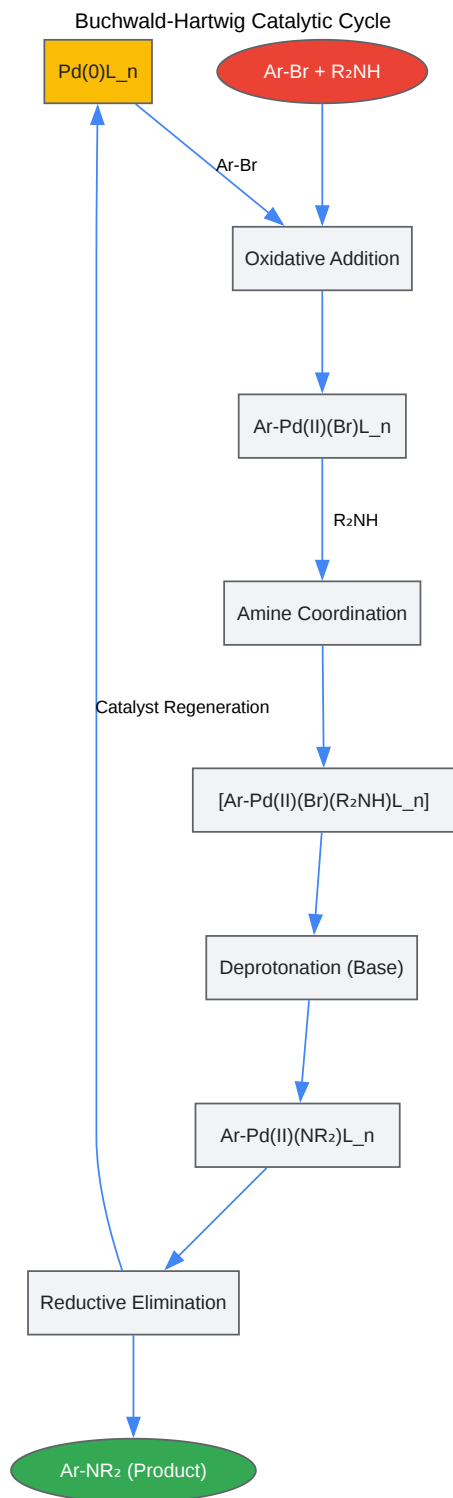 Buchwald-Hartwig Catalytic Cycle
Pd(0)L_n
Ar-Br + R₂NH
Ar-Br
Oxidative Addition
Ar-Pd(II)(Br)L_n
R₂NH
Amine Coordination
Catalyst Regeneration
[Ar-Pd(II)(Br)(R₂NH)L_n]
Deprotonation (Base)
Ar-Pd(II)(NR₂)L_n
Reductive Elimination
Ar-NR₂ (Product)